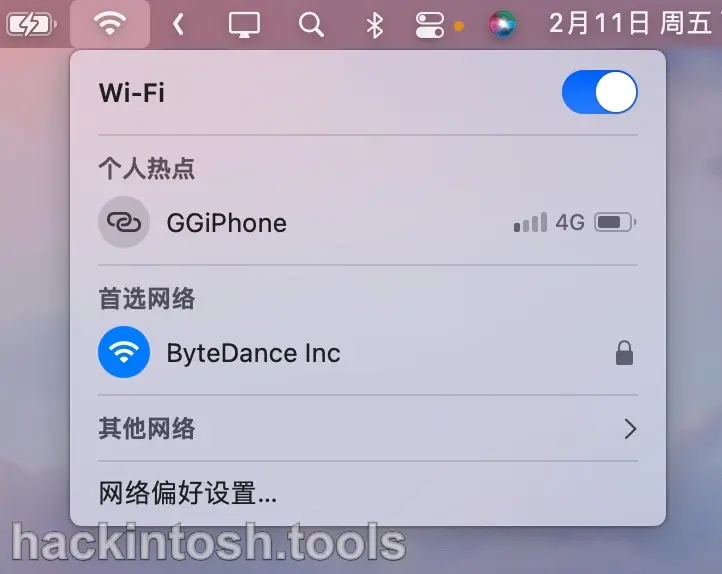 2月11日 周五
Wi-Fi
个人热点
GGiPhone 4G
首选网络
ByteDance Inc
其他网络
网络偏好设置...
hackintosh.tools